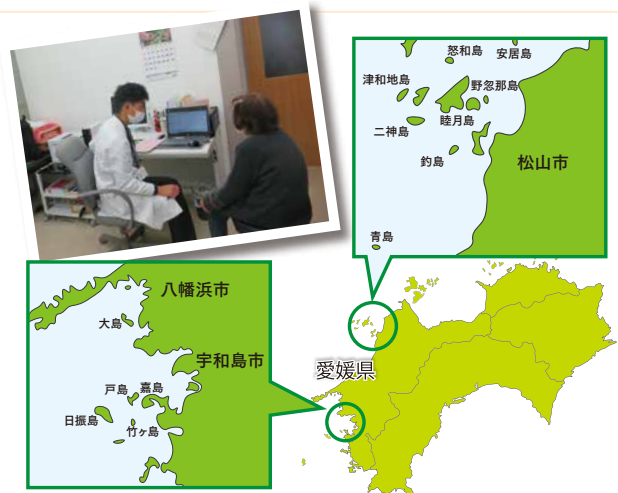 怒和島
安居島
津和地島
野忽那島
睦月島
二神島
釣島
松山市
青島
八幡浜市
大島
宇和島市
戸島
嘉島
日振島
竹ヶ島
愛媛県